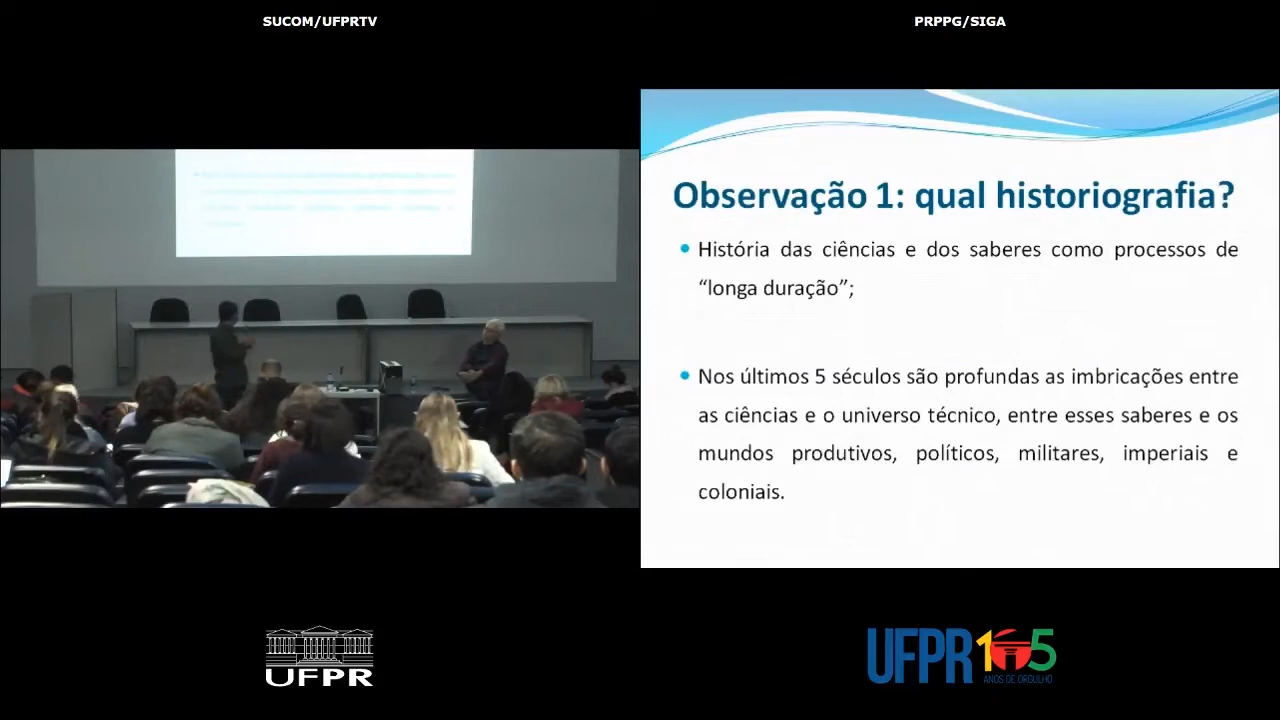 SUCOM/UFPRTV
PRPPG/SIGA
Observação 1: qual historiografia?
• História das ciências e dos saberes como processos de
“longa duração”;
• Nos últimos 5 séculos são profundas as imbricações entre
as ciências e o universo técnico, entre esses saberes e os
mundos produtivos, políticos, militares, imperiais e
coloniais.
UFPR
UFPR 105
ANOS DE ORGULHO